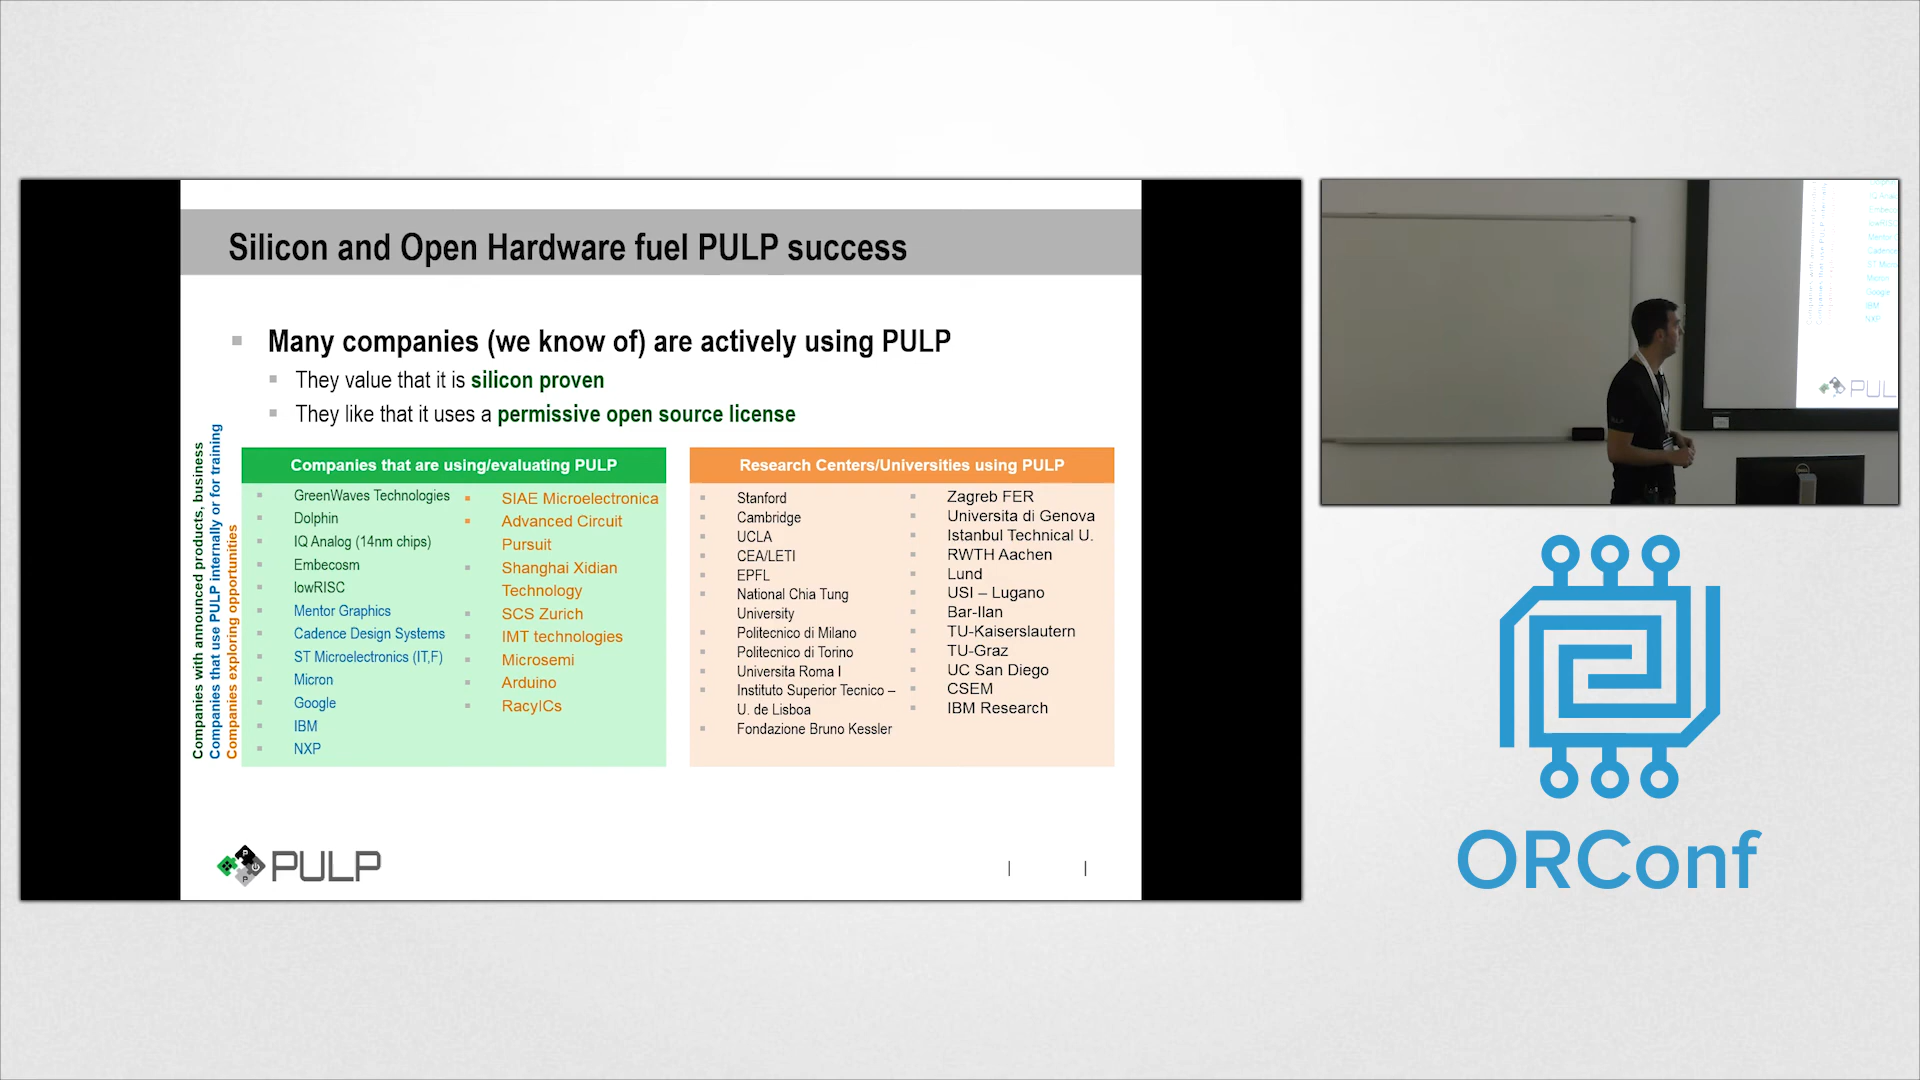 Silicon and Open Hardware fuel PULP success
Many companies (we know of) are actively using PULP
They value that it is silicon proven
They like that it uses a permissive open source license
Companies with announced products, business
Companies that use PULP internally or for training
Companies exploring opportunities
Companies that are using/evaluating PULP
GreenWaves Technologies
Dolphin
IQ Analog (14nm chips)
Embecosm
lowRISC
Mentor Graphics
Cadence Design Systems
ST Microelectronics (IT,F)
Micron
Google
IBM
NXP
SIAE Microelectronica
Advanced Circuit
Pursuit
Shanghai Xidian
Technology
SCS Zurich
IMT technologies
Microsemi
Arduino
RacyICs
Research Centers/Universities using PULP
Stanford
Cambridge
UCLA
CEA/LETI
EPFL
National Chia Tung
University
Politecnico di Milano
Politecnico di Torino
Universita Roma I
Instituto Superior Tecnico –
U. de Lisboa
Fondazione Bruno Kessler
Zagreb FER
Universita di Genova
Istanbul Technical U.
RWTH Aachen
Lund
USI – Lugano
Bar-Ilan
TU-Kaiserslautern
TU-Graz
UC San Diego
CSEM
IBM Research
PULP
ORConf